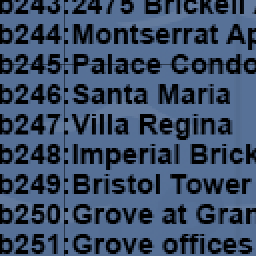 b243:2475 Brickell
b244:Montserrat Ap
b245:Palace Condo
b246:Santa Maria
b247:Villa Regina
b248:Imperial Brick
b249:Bristol Tower
b250:Grove at Gran
b251:Grove offices